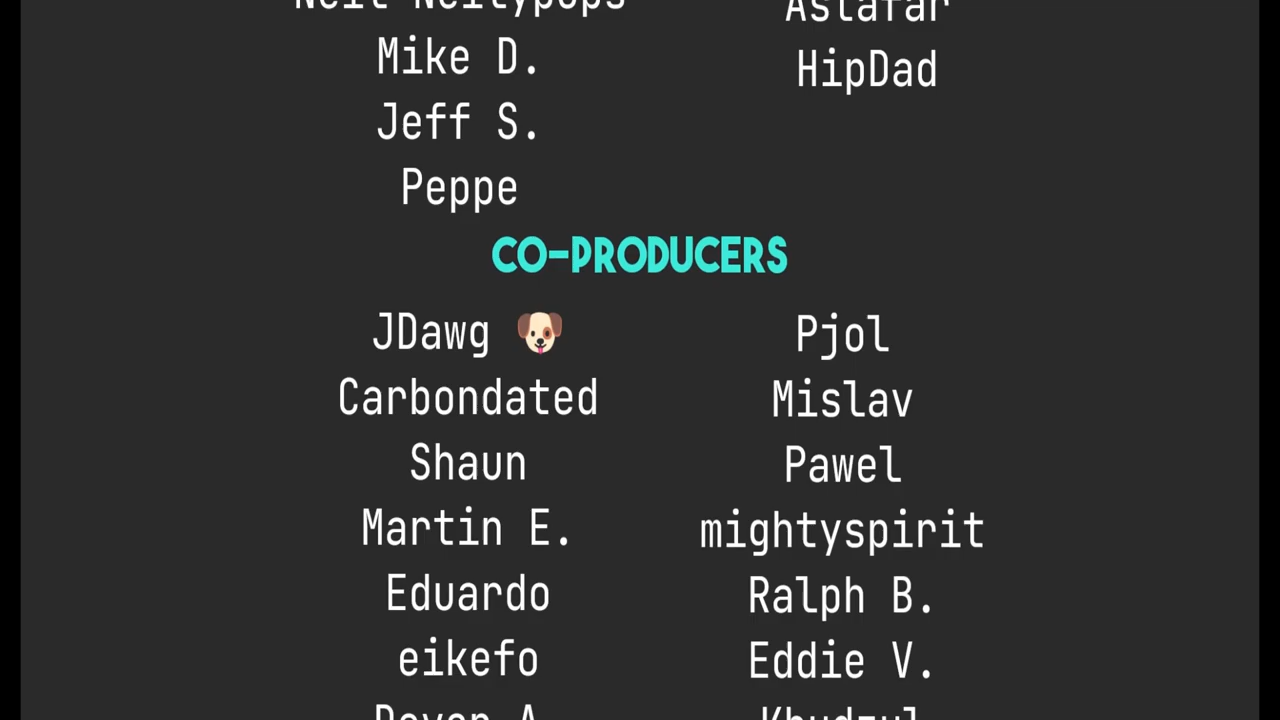 Mike D.
Jeff S.
Peppe
HipDad
CO-PRODUCERS
JDawg 🐶
Carbondated
Shaun
Martin E.
Eduardo
eikefo
Pjol
Mislav
Pawel
mightyspirit
Ralph B.
Eddie V.